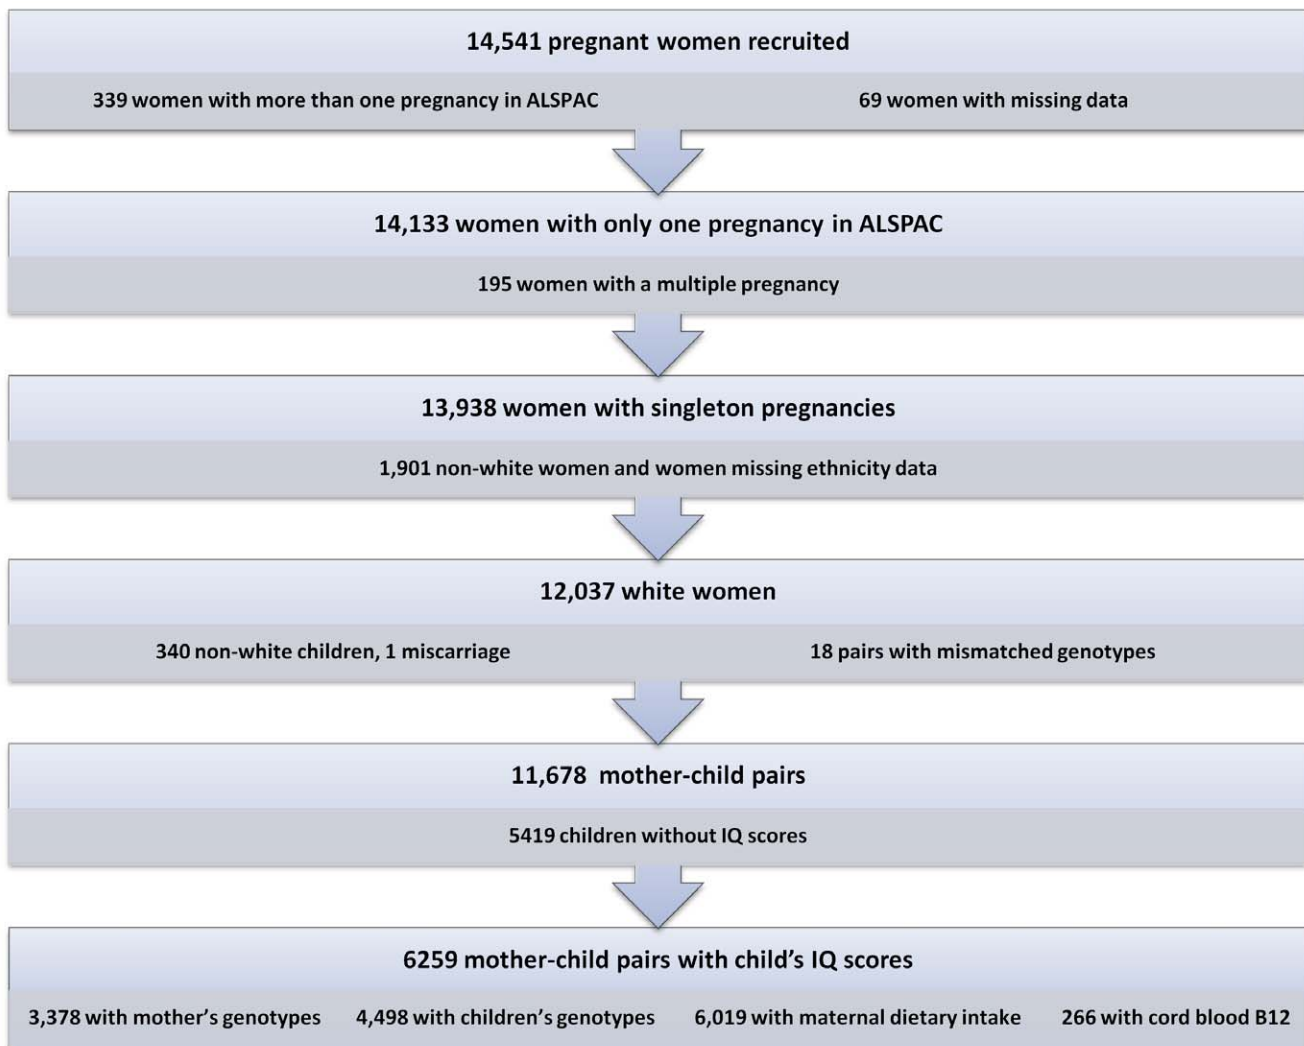 14,541 pregnant women recruited
339 women with more than one pregnancy in ALSPAC 69 women with missing data
14,133 women with only one pregnancy in ALSPAC
195 women with a multiple pregnancy
13,938 women with singleton pregnancies
1,901 non-white women and women missing ethnicity data
12,037 white women
340 non-white children, 1 miscarriage 18 pairs with mismatched genotypes
11,678 mother-child pairs
5419 children without IQ scores
6259 mother-child pairs with child's IQ scores
3,378 with mother's genotypes 4,498 with children's genotypes 6,019 with maternal dietary intake 266 with cord blood B12